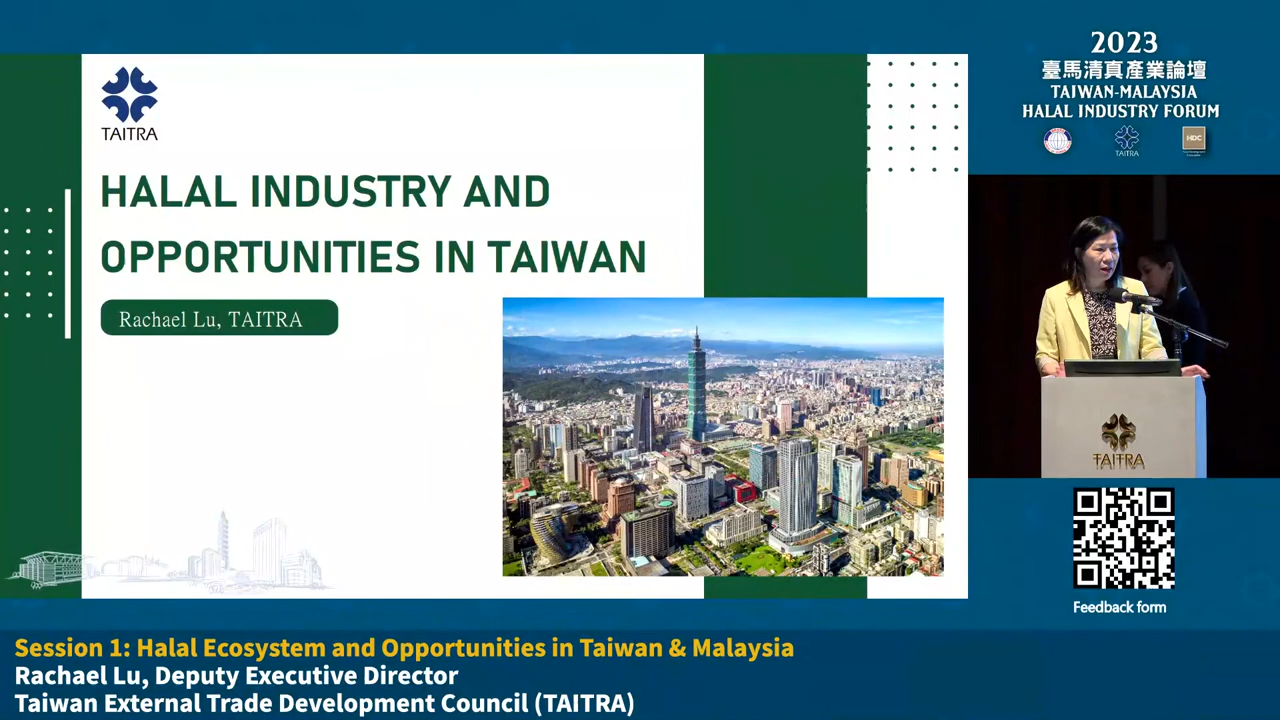 TAITRA
HALAL INDUSTRY AND
OPPORTUNITIES IN TAIWAN
Rachael Lu, TAITRA
2023
臺馬清真產業論壇
TAIWAN-MALAYSIA
HALAL INDUSTRY FORUM
TAITRA
HDC
TAITRA
Feedback form
Session 1: Halal Ecosystem and Opportunities in Taiwan & Malaysia
Rachael Lu, Deputy Executive Director
Taiwan External Trade Development Council (TAITRA)